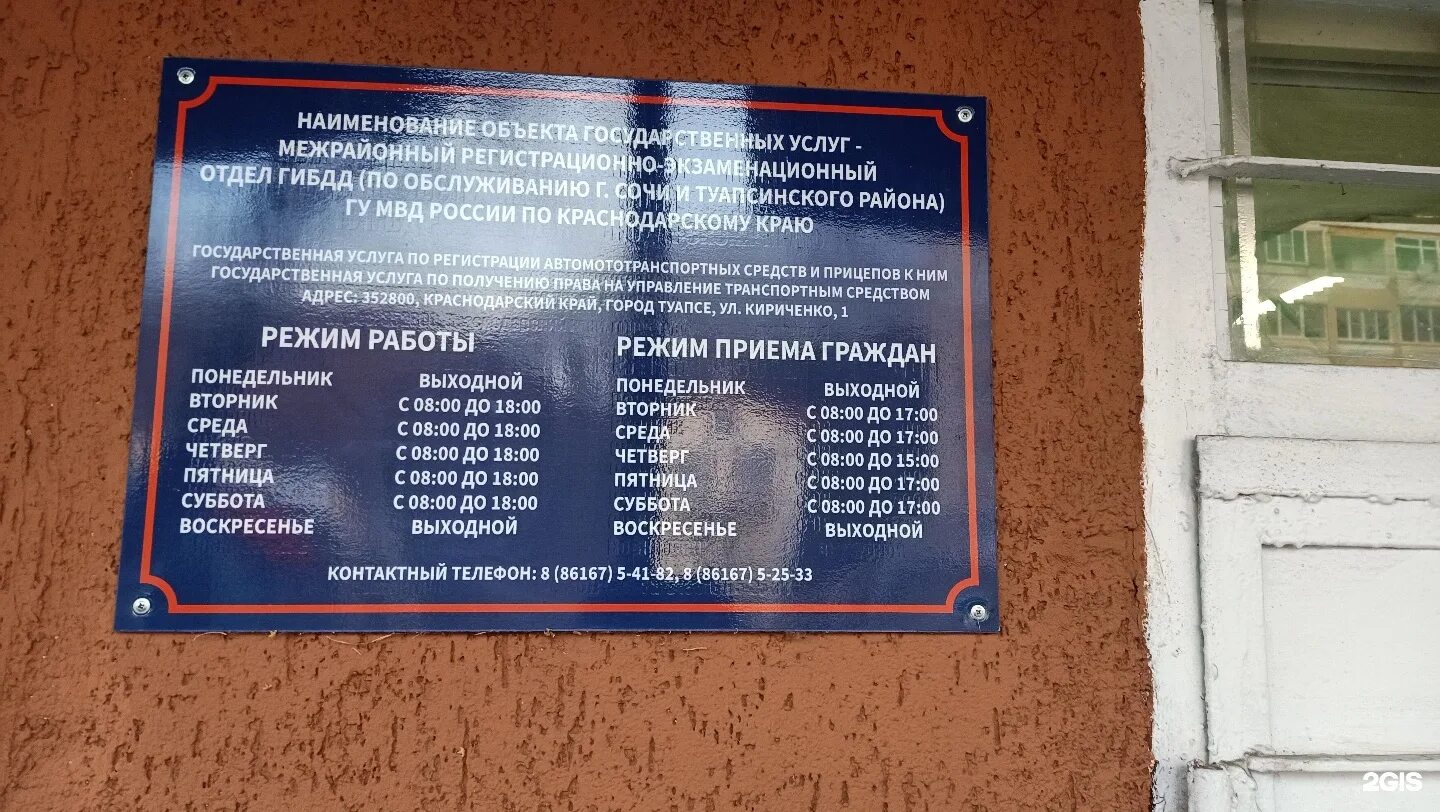 НАИМЕНОВАНИЕ ОБЪЕКТА ГОСУДАРСТВЕННЫХ УСЛУГ -
МЕЖРАЙОННЫЙ РЕГИСТРАЦИОННО-ЭКЗАМЕНАЦИОННЫЙ
ОТДЕЛ ГИБДД (ПО ОБСЛУЖИВАНИЮ Г. СОЧИ И ТУАПСИНСКОГО РАЙОНА)
ГУ МВД РОССИИ ПО КРАСНОДАРСКОМУ КРАЮ
ГОСУДАРСТВЕННАЯ УСЛУГА ПО РЕГИСТРАЦИИ АВТОМОТОТРАНСПОРТНЫХ СРЕДСТВ И ПРИЦЕПОВ К НИМ
ГОСУДАРСТВЕННАЯ УСЛУГА ПО ПОЛУЧЕНИЮ ПРАВА НА УПРАВЛЕНИЕ ТРАНСПОРТНЫМ СРЕДСТВОМ
АДРЕС: 352800, КРАСНОДАРСКИЙ КРАЙ, ГОРОД ТУАПСЕ, УЛ. КИРИЧЕНКО, 1
РЕЖИМ РАБОТЫ
ПОНЕДЕЛЬНИК ВЫХОДНОЙ
ВТОРНИК С 08:00 ДО 18:00
СРЕДА С 08:00 ДО 18:00
ЧЕТВЕРГ С 08:00 ДО 18:00
ПЯТНИЦА С 08:00 ДО 18:00
СУББОТА С 08:00 ДО 18:00
ВОСКРЕСЕНЬЕ ВЫХОДНОЙ
РЕЖИМ ПРИЕМА ГРАЖДАН
ПОНЕДЕЛЬНИК ВЫХОДНОЙ
ВТОРНИК С 08:00 ДО 17:00
СРЕДА С 08:00 ДО 17:00
ЧЕТВЕРГ С 08:00 ДО 15:00
ПЯТНИЦА С 08:00 ДО 17:00
СУББОТА С 08:00 ДО 17:00
ВОСКРЕСЕНЬЕ ВЫХОДНОЙ
КОНТАКТНЫЙ ТЕЛЕФОН: 8 (86167) 5-41-82, 8 (86167) 5-25-33
2GIS